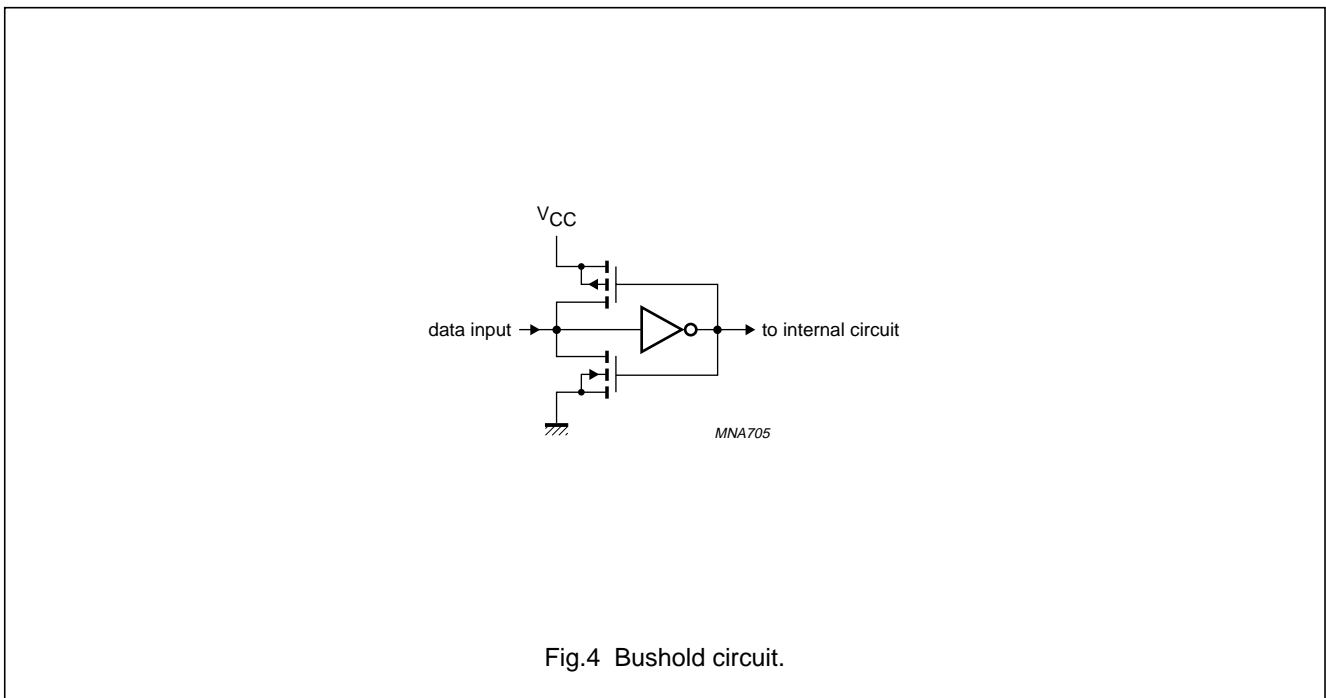 VCC
data input
to internal circuit
MNA705
Fig.4 Bushold circuit.